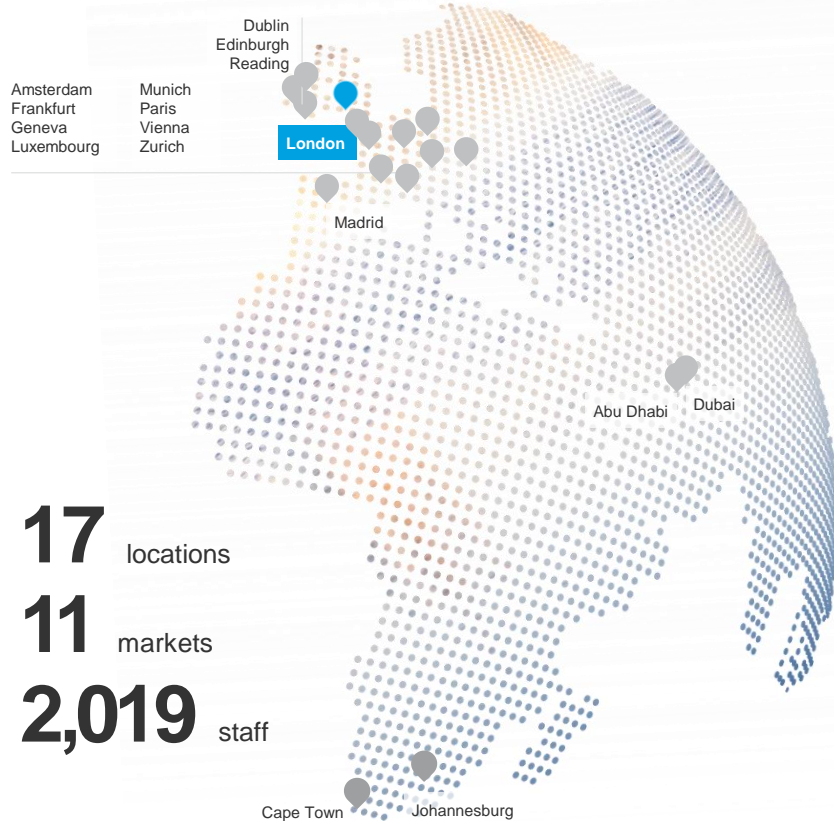 Dublin
Edinburgh
Reading
Amsterdam
Frankfurt
Geneva
Luxembourg
Munich
Paris
Vienna
Zurich
London
Madrid
Abu Dhabi
Dubai
17 locations
11 markets
2,019 staff
Cape Town
Johannesburg